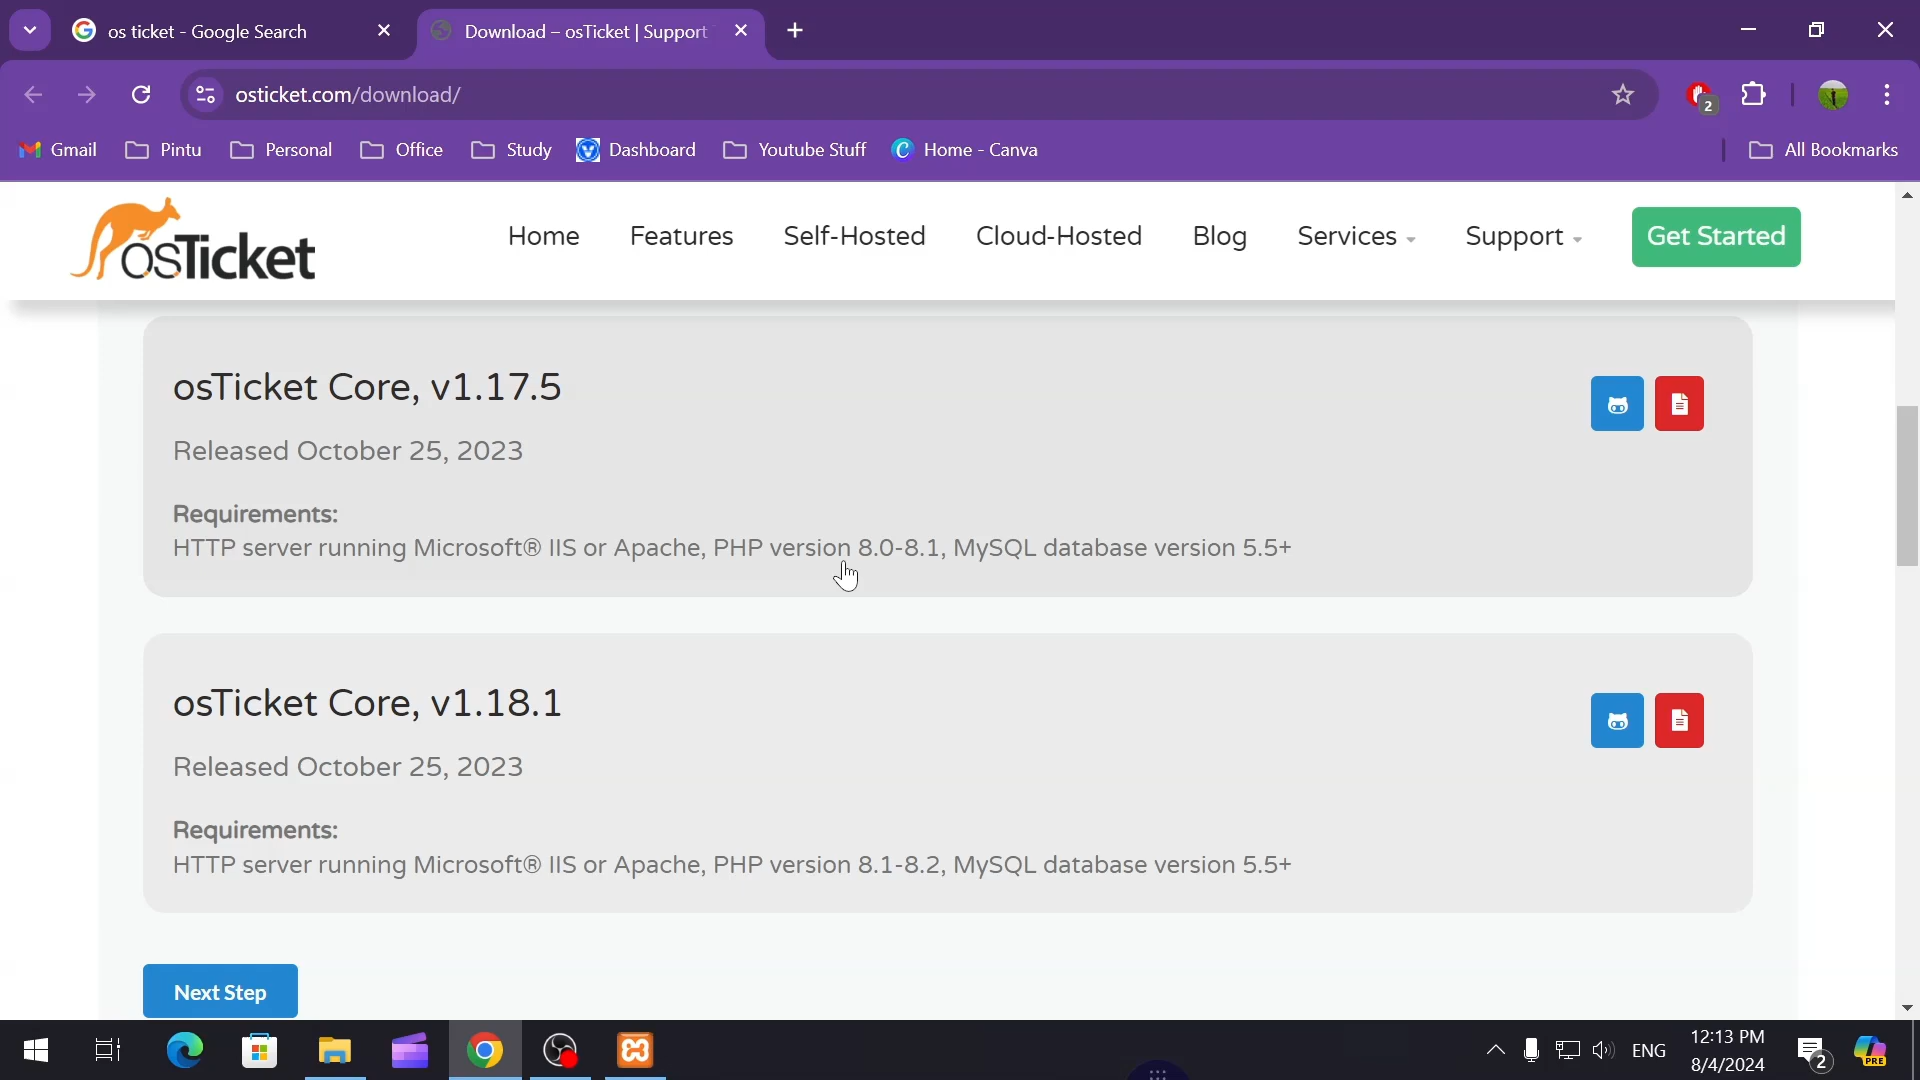 os ticket - Google Search
Download – osTicket | Support
osticket.com/download/
2
Gmail
Pintu
Personal
Office
Study
Dashboard
Youtube Stuff
Home - Canva
All Bookmarks
osTicket
Home
Features
Self-Hosted
Cloud-Hosted
Blog
Services
Support
Get Started
osTicket Core, v1.17.5
Released October 25, 2023
Requirements:
HTTP server running Microsoft® IIS or Apache, PHP version 8.0-8.1, MySQL database version 5.5+
osTicket Core, v1.18.1
Released October 25, 2023
Requirements:
HTTP server running Microsoft® IIS or Apache, PHP version 8.1-8.2, MySQL database version 5.5+
Next Step
ENG
12:13 PM
8/4/2024
2
PRE